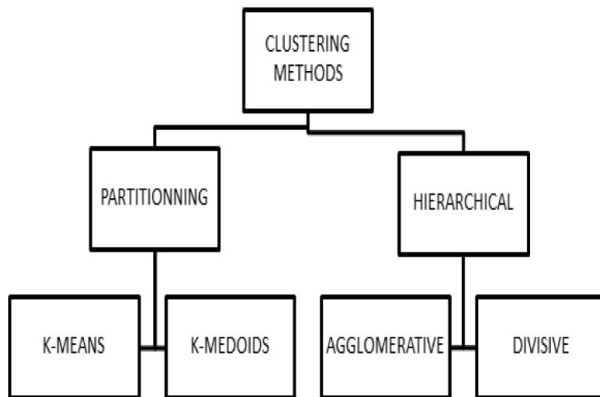 CLUSTERING
METHODS
PARTITIONNING
HIERARCHICAL
K-MEANS
K-MEDOIDS
AGGLOMERATIVE
DIVISIVE